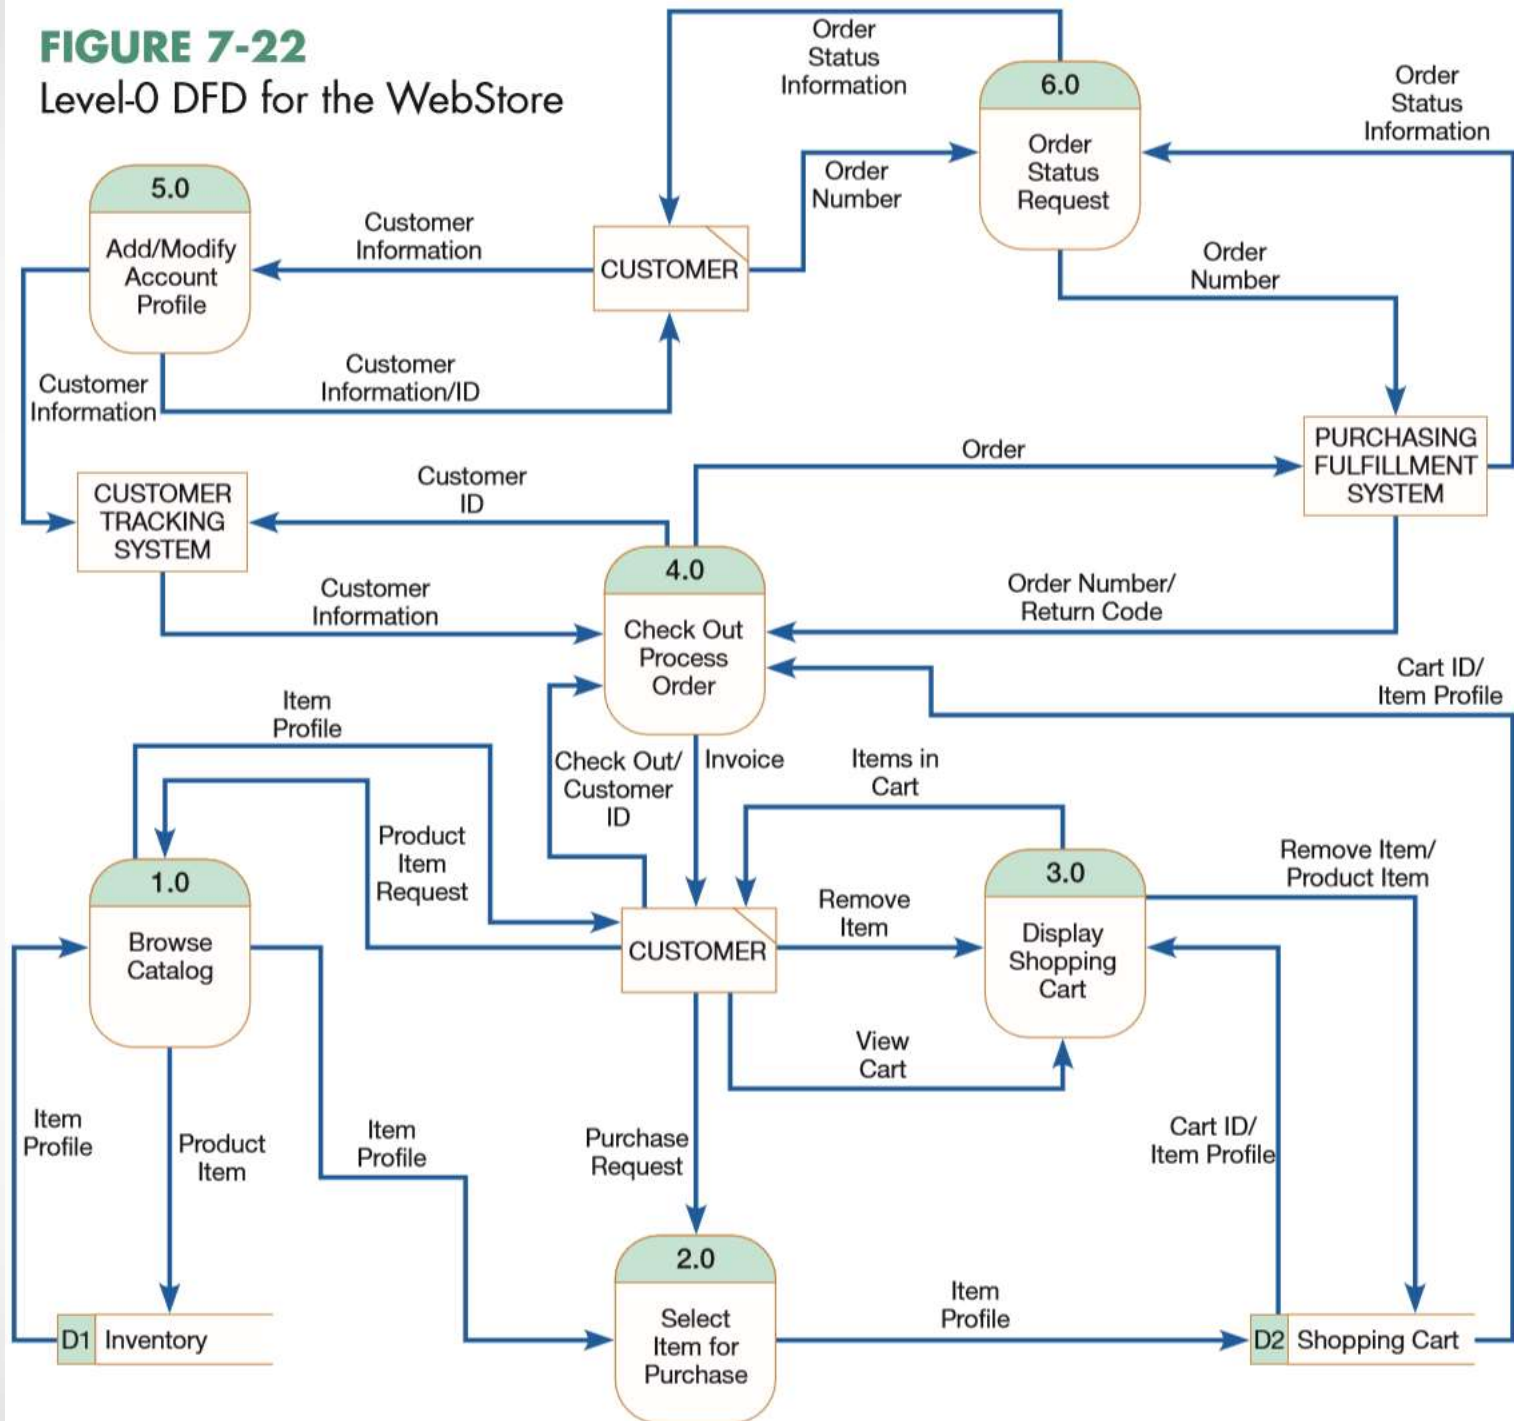 FIGURE 7-22
Level-0 DFD for the WebStore
Order
Status
Information
6.0
Order
Status
Request
Order
Status
Information
Order
Number
5.0
Add/Modify
Account
Profile
Customer
Information
CUSTOMER
Order
Number
Customer
Information/ID
Customer
Information
PURCHASING
FULFILLMENT
SYSTEM
Order
CUSTOMER
TRACKING
SYSTEM
Customer
ID
4.0
Check Out
Process
Order
Customer
Information
Order Number/
Return Code
Cart ID/
Item Profile
Item
Profile
Check Out/
Customer
ID
Invoice
Items in
Cart
Product
Item
Request
1.0
Browse
Catalog
3.0
Display
Shopping
Cart
Remove Item/
Product Item
Remove
Item
CUSTOMER
View
Cart
Item
Profile
Product
Item
Item
Profile
Purchase
Request
Cart ID/
Item Profile
2.0
Select
Item for
Purchase
Item
Profile
D1 Inventory
D2 Shopping Cart